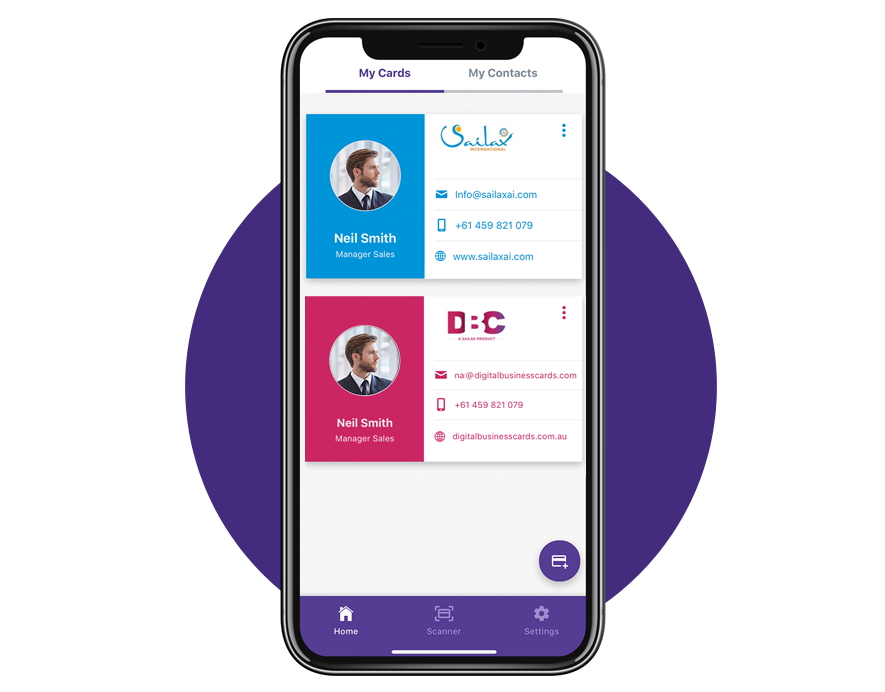 My Cards
My Contacts
Sailax
INTERNATIONAL
Info@sailaxai.com
+61 459 821 079
www.sailaxai.com
Neil Smith
Manager Sales
DBC
A SAILAX PRODUCT
na@digitalbusinesscards.com
+61 459 821 079
digitalbusinesscards.com.au
Neil Smith
Manager Sales
Home
Scanner
Settings